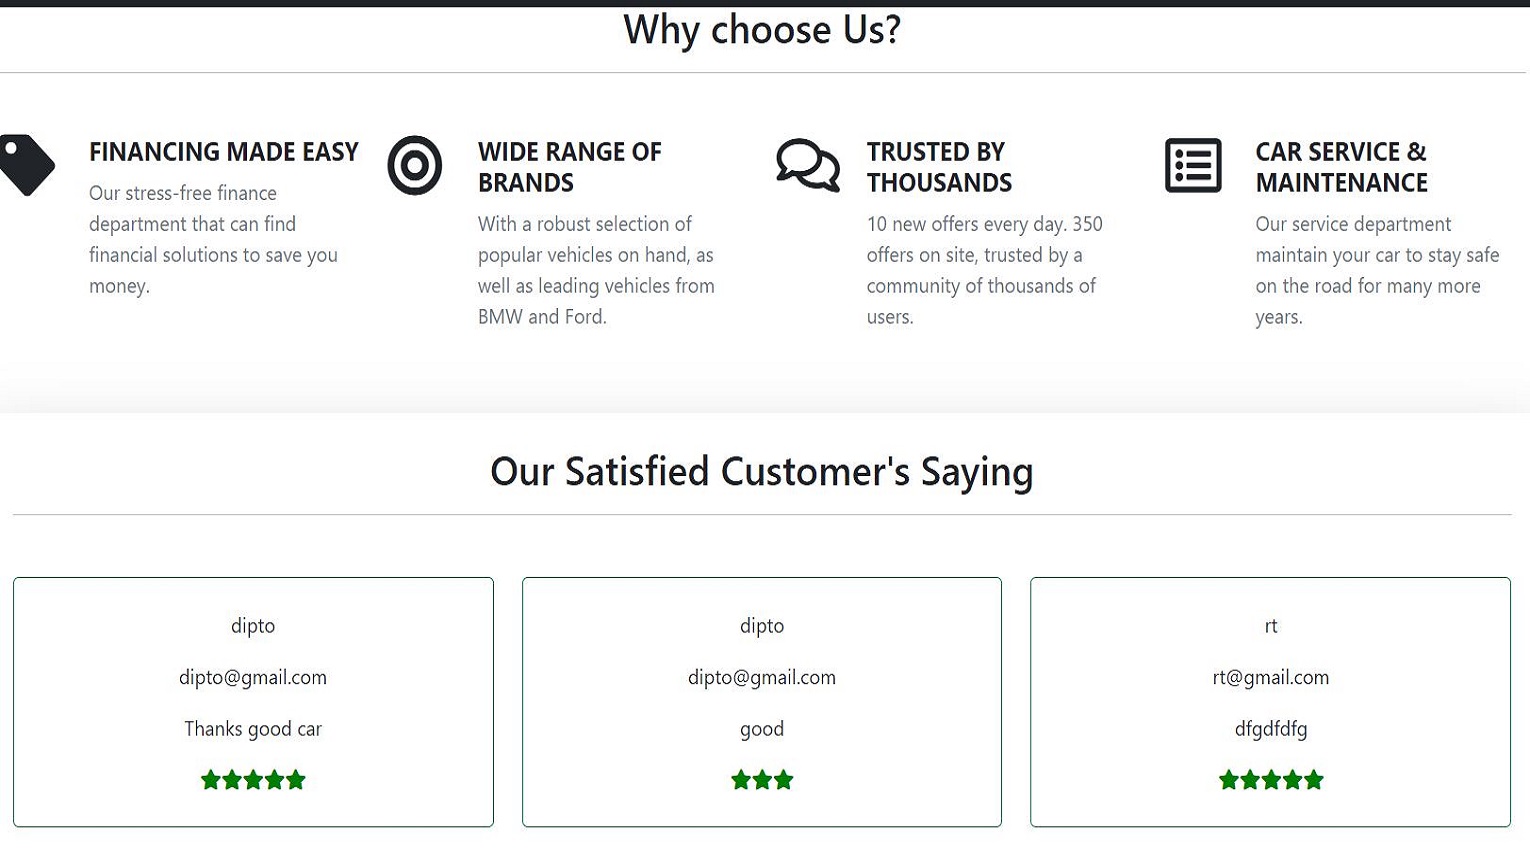 Why choose Us?
FINANCING MADE EASY
Our stress-free finance
department that can find
financial solutions to save you
money.
WIDE RANGE OF
BRANDS
With a robust selection of
popular vehicles on hand, as
well as leading vehicles from
BMW and Ford.
TRUSTED BY
THOUSANDS
10 new offers every day. 350
offers on site, trusted by a
community of thousands of
users.
CAR SERVICE &
MAINTENANCE
Our service department
maintain your car to stay safe
on the road for many more
years.
Our Satisfied Customer's Saying
dipto
dipto@gmail.com
Thanks good car
dipto
dipto@gmail.com
good
rt
rt@gmail.com
dfgdfdfg